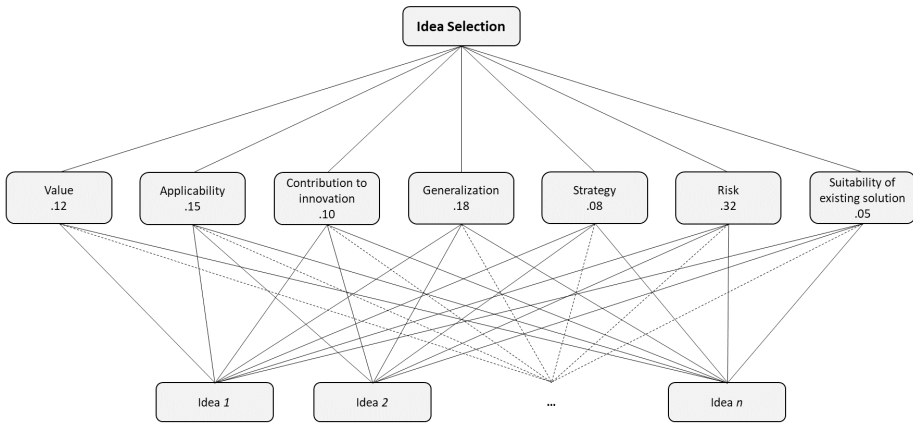 Idea Selection
Value
.12
Applicability
.15
Contribution to
innovation
.10
Generalization
.18
Strategy
.08
Risk
.32
Suitability of
existing solution
.05
Idea 1
Idea 2
...
Idea n